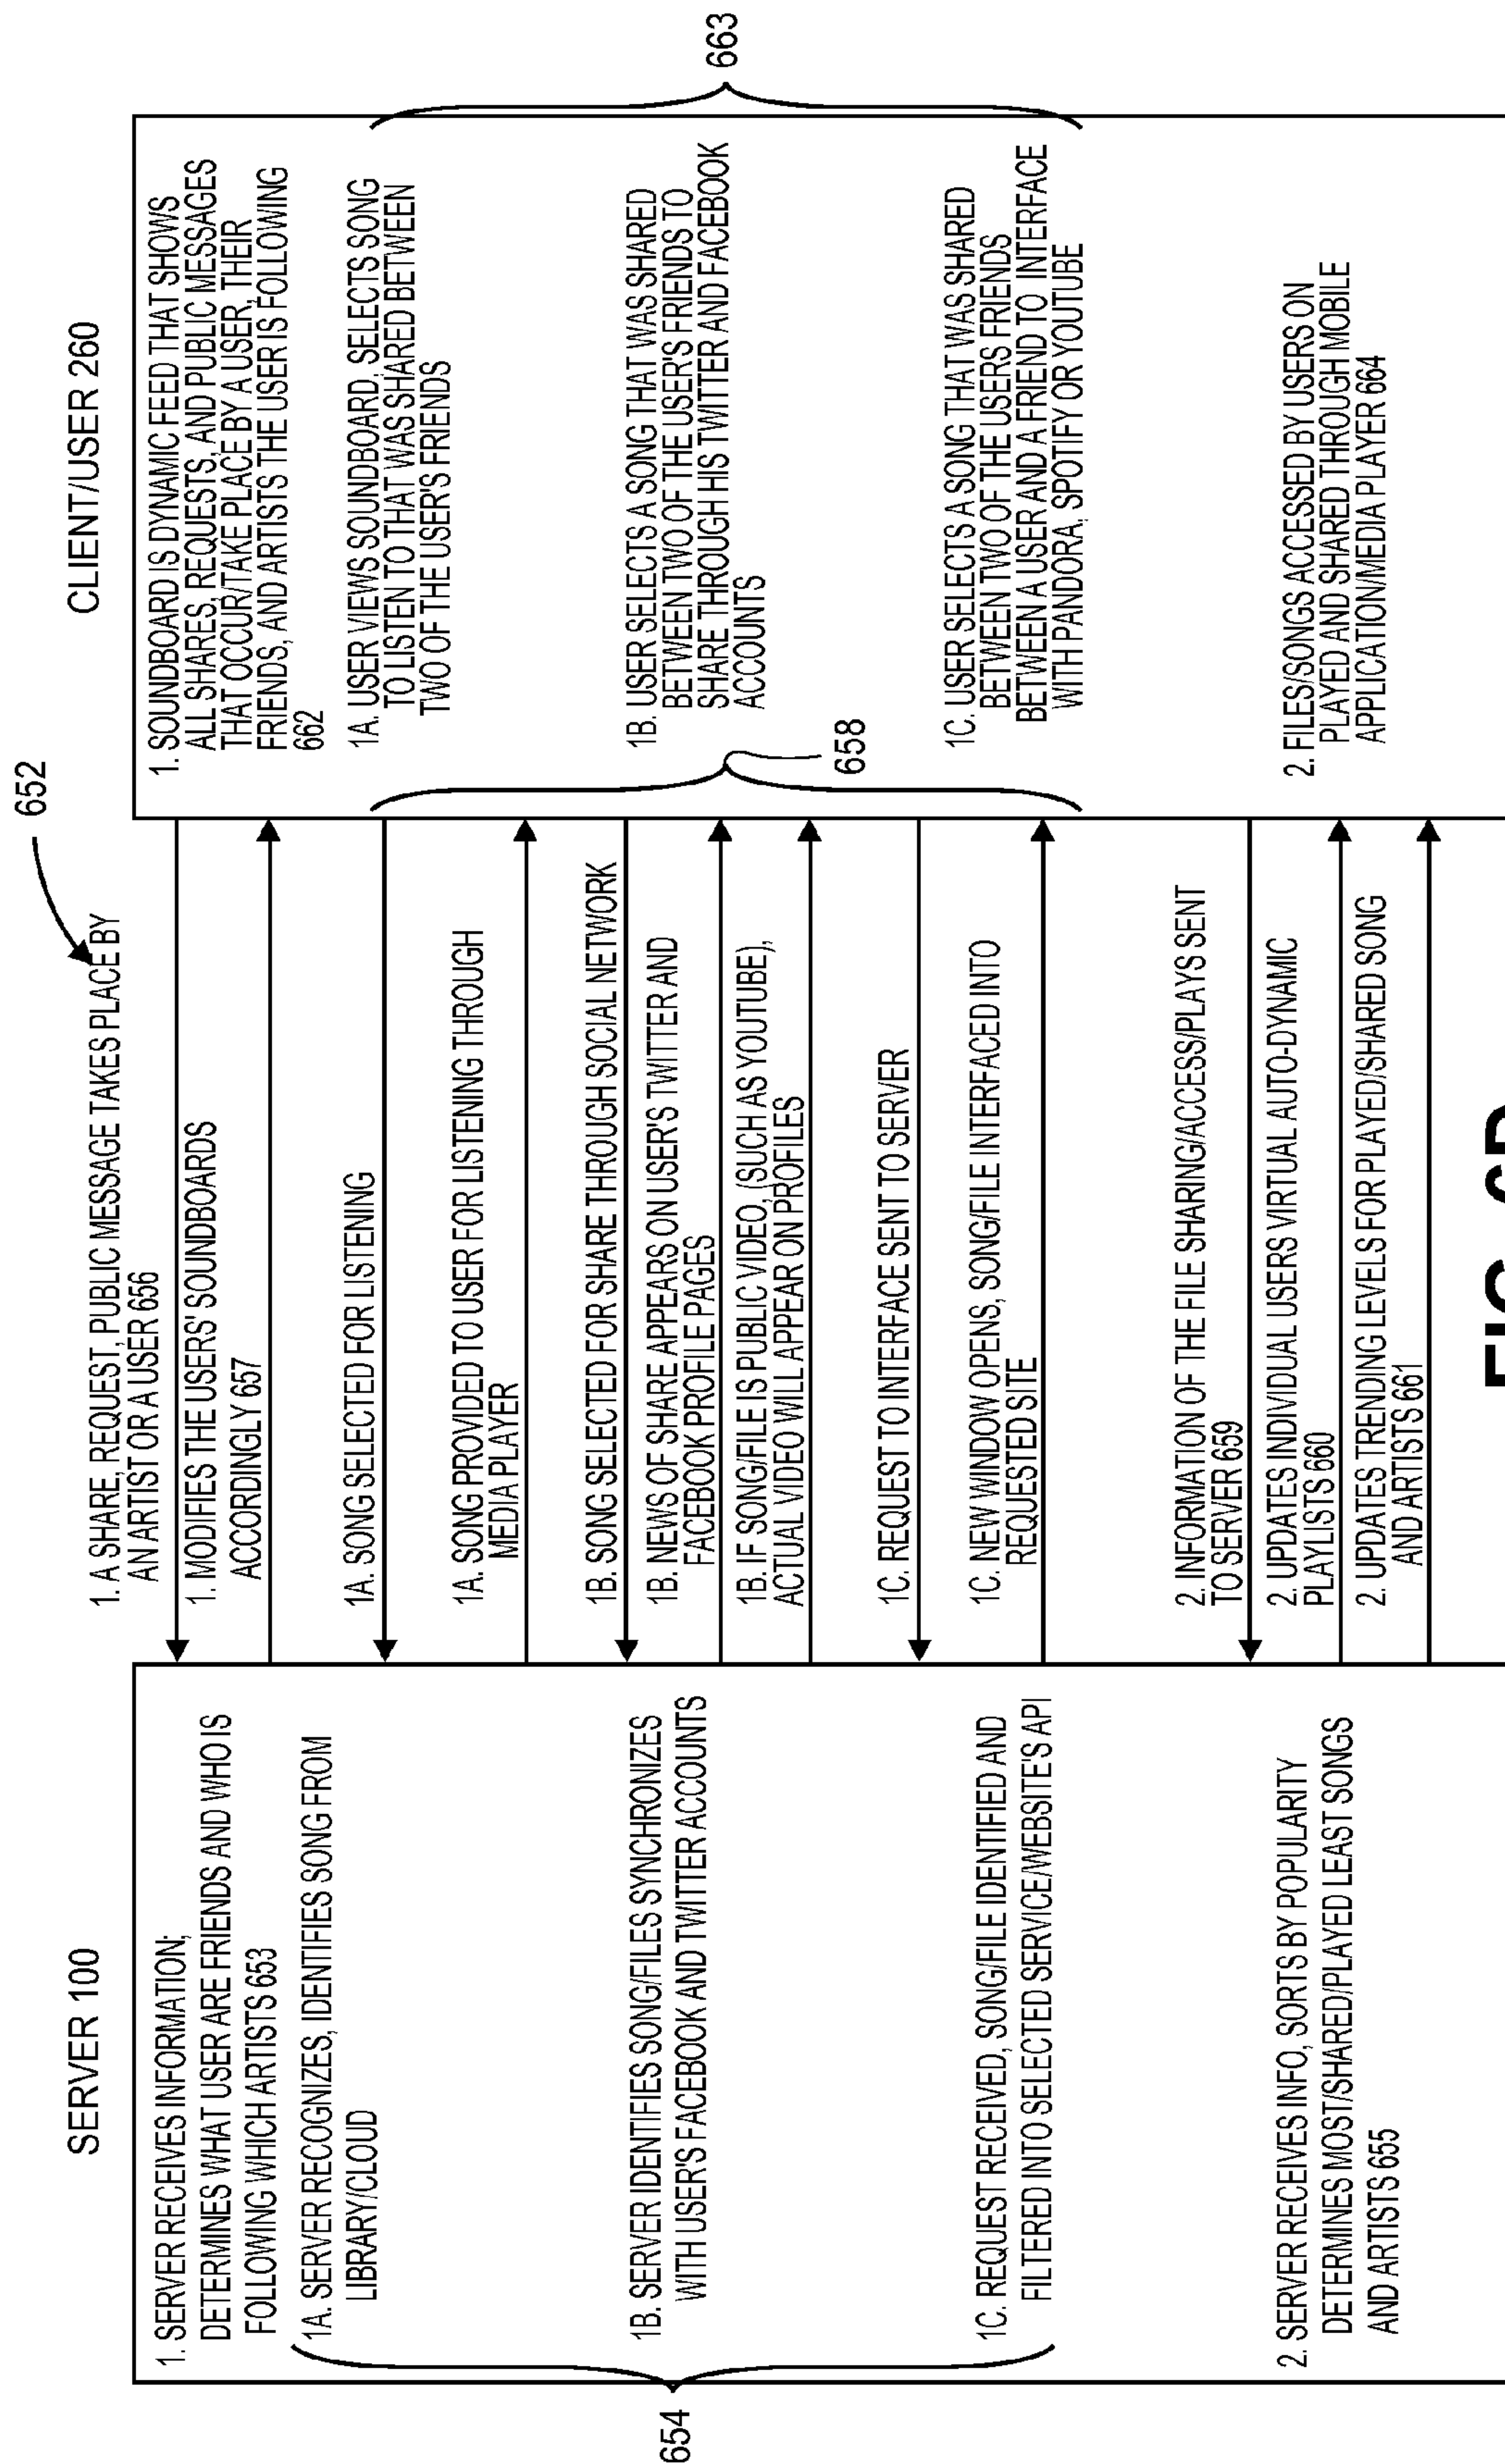 652
SERVER 100
CLIENT/USER 260
1. SERVER RECEIVES INFORMATION;
DETERMINES WHAT USER ARE FRIENDS AND WHO IS
FOLLOWING WHICH ARTISTS 653
1A. SERVER RECOGNIZES, IDENTIFIES SONG FROM
LIBRARY/CLOUD
1B. SERVER IDENTIFIES SONG/FILES SYNCHRONIZES
WITH USER'S FACEBOOK AND TWITTER ACCOUNTS
1C. REQUEST RECEIVED, SONG/FILE IDENTIFIED AND
FILTERED INTO SELECTED SERVICE/WEBSITE'S API
654
2. SERVER RECEIVES INFO, SORTS BY POPULARITY
DETERMINES MOST/SHARED/PLAYED LEAST SONGS
AND ARTISTS 655
1. A SHARE, REQUEST, PUBLIC MESSAGE TAKES PLACE BY
AN ARTIST OR A USER 656
1. MODIFIES THE USERS' SOUNDBOARDS
ACCORDINGLY 657
1A. SONG SELECTED FOR LISTENING
1A. SONG PROVIDED TO USER FOR LISTENING THROUGH
MEDIA PLAYER
1B. SONG SELECTED FOR SHARE THROUGH SOCIAL NETWORK
1B. NEWS OF SHARE APPEARS ON USER'S TWITTER AND
FACEBOOK PROFILE PAGES
1B. IF SONG/FILE IS PUBLIC VIDEO, (SUCH AS YOUTUBE),
ACTUAL VIDEO WILL APPEAR ON PROFILES
1C. REQUEST TO INTERFACE SENT TO SERVER
1C. NEW WINDOW OPENS, SONG/FILE INTERFACED INTO
REQUESTED SITE
658
2. INFORMATION OF THE FILE SHARING/ACCESS/PLAYS SENT
TO SERVER 659
2. UPDATES INDIVIDUAL USERS VIRTUAL AUTO-DYNAMIC
PLAYLISTS 660
2. UPDATES TRENDING LEVELS FOR PLAYED/SHARED SONG
AND ARTISTS 661
1. SOUNDBOARD IS DYNAMIC FEED THAT SHOWS
ALL SHARES, REQUESTS, AND PUBLIC MESSAGES
THAT OCCUR/TAKE PLACE BY A USER, THEIR
FRIENDS, AND ARTISTS THE USER IS FOLLOWING
662
1A. USER VIEWS SOUNDBOARD, SELECTS SONG
TO LISTEN TO THAT WAS SHARED BETWEEN
TWO OF THE USER'S FRIENDS
1B. USER SELECTS A SONG THAT WAS SHARED
BETWEEN TWO OF THE USER'S FRIENDS TO
SHARE THROUGH HIS TWITTER AND FACEBOOK
ACCOUNTS
1C. USER SELECTS A SONG THAT WAS SHARED
BETWEEN TWO OF THE USERS FRIENDS
BETWEEN A USER AND A FRIEND TO INTERFACE
WITH PANDORA, SPOTIFY OR YOUTUBE
663
2. FILES/SONGS ACCESSED BY USERS ON
PLAYED AND SHARED THROUGH MOBILE
APPLICATION/MEDIA PLAYER 664